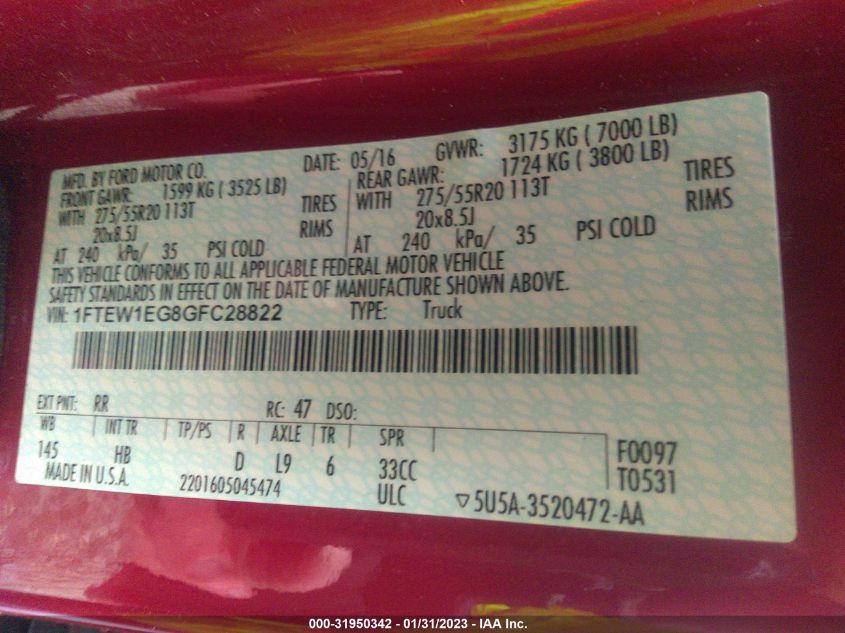 MFD. BY FORD MOTOR CO. DATE: 05/16 GVWR: 3175 KG ( 7000 LB)
FRONT GAWR: 1599 KG ( 3525 LB) REAR GAWR: 1724 KG ( 3800 LB)
WITH 275/55R20 113T TIRES WITH 275/55R20 113T TIRES
20x8.5J RIMS 20x8.5J RIMS
AT 240 kPa/ 35 PSI COLD AT 240 kPa/ 35 PSI COLD
THIS VEHICLE CONFORMS TO ALL APPLICABLE FEDERAL MOTOR VEHICLE
SAFETY STANDARDS IN EFFECT ON THE DATE OF MANUFACTURE SHOWN ABOVE.
VIN: 1FTEW1EG8GFC28822 TYPE: Truck
EXT PNT: RR RC: 47 DSO:
WB INT TR TP/PS R AXLE TR SPR
145 HB D L9 6 33CC F0097
MADE IN U.S.A. 2201605045474 ULC T0531
▽5U5A-3520472-AA
000-31950342 - 01/31/2023 - IAA Inc.